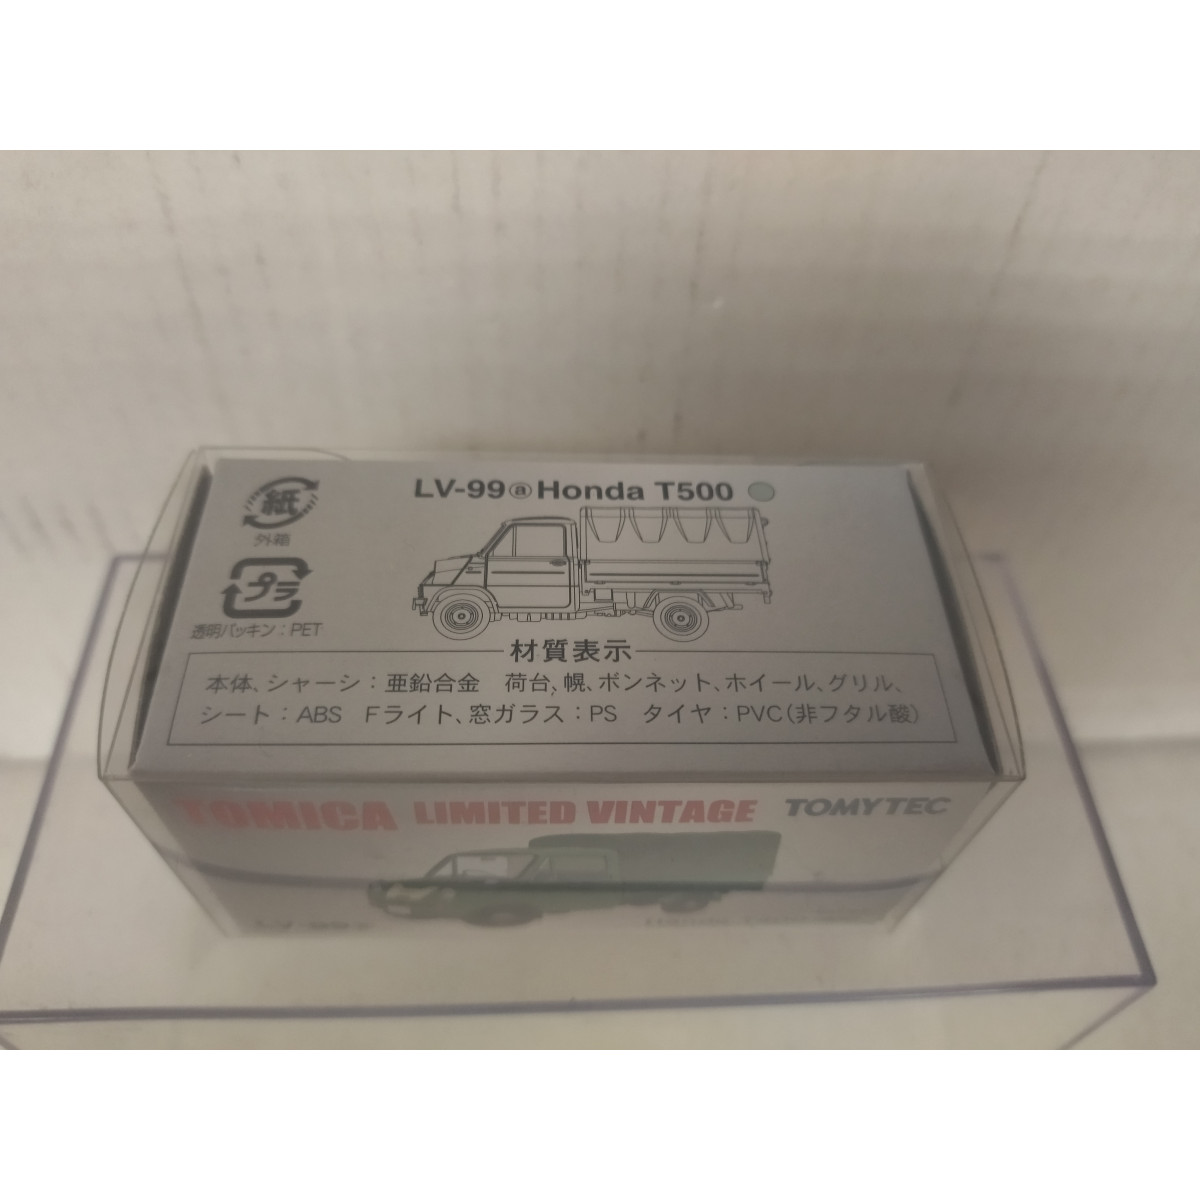 LV-99ⓐHonda T500
紙
外箱
プラ
透明パッキン：PET
材質表示
本体、シャーシ：亜鉛合金　荷台、幌、ボンネット、ホイール、グリル、
シート：ABS　Fライト、窓ガラス：PS　タイヤ：PVC(非フタル酸)
TOMICA LIMITED VINTAGE TOMYTEC
LV-99ⓐ